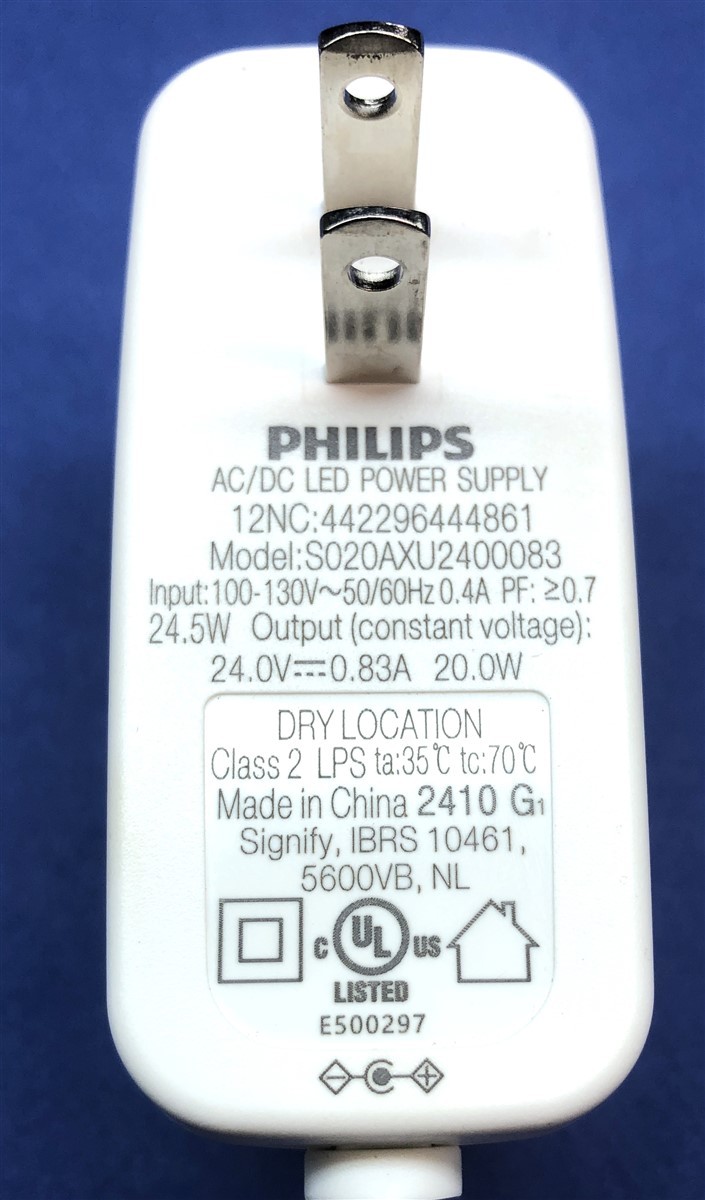 PHILIPS
AC/DC LED POWER SUPPLY
12NC:442296444861
Model:S020AXU2400083
Input:100-130V~50/60Hz 0.4A PF: ≥0.7
24.5W Output (constant voltage):
24.0V⎓0.83A 20.0W
DRY LOCATION
Class 2 LPS ta:35℃ tc:70℃
Made in China 2410 G1
Signify, IBRS 10461,
5600VB, NL
c UL us
LISTED
E500297